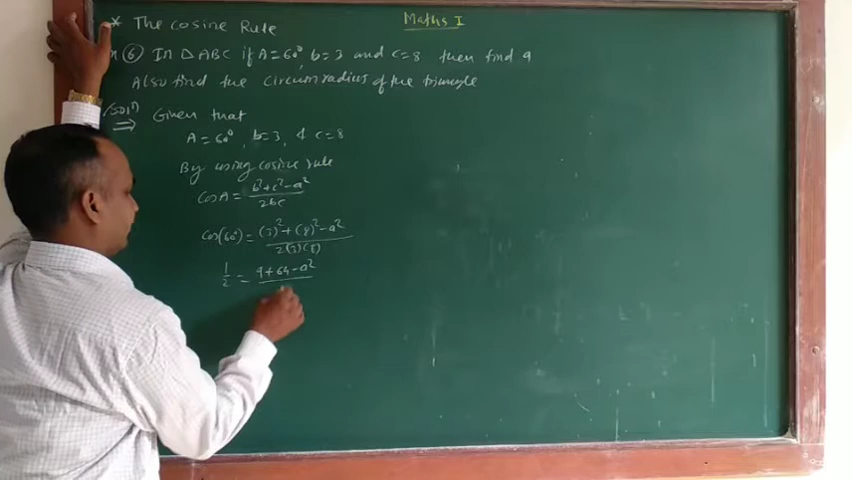 * The cosine Rule
Maths I
⑥ In △ABC if A=60°, b=3 and c=8 then find a
Also find the circumradius of the triangle
Soln ⇒ Given that
A=60°, b=3, & c=8
By using cosine rule
cosA = b²+c²-a² / 2bc
cos(60°) = (3)²+(8)²-a² / 2(3)(8)
1/2 = 9+64-a²